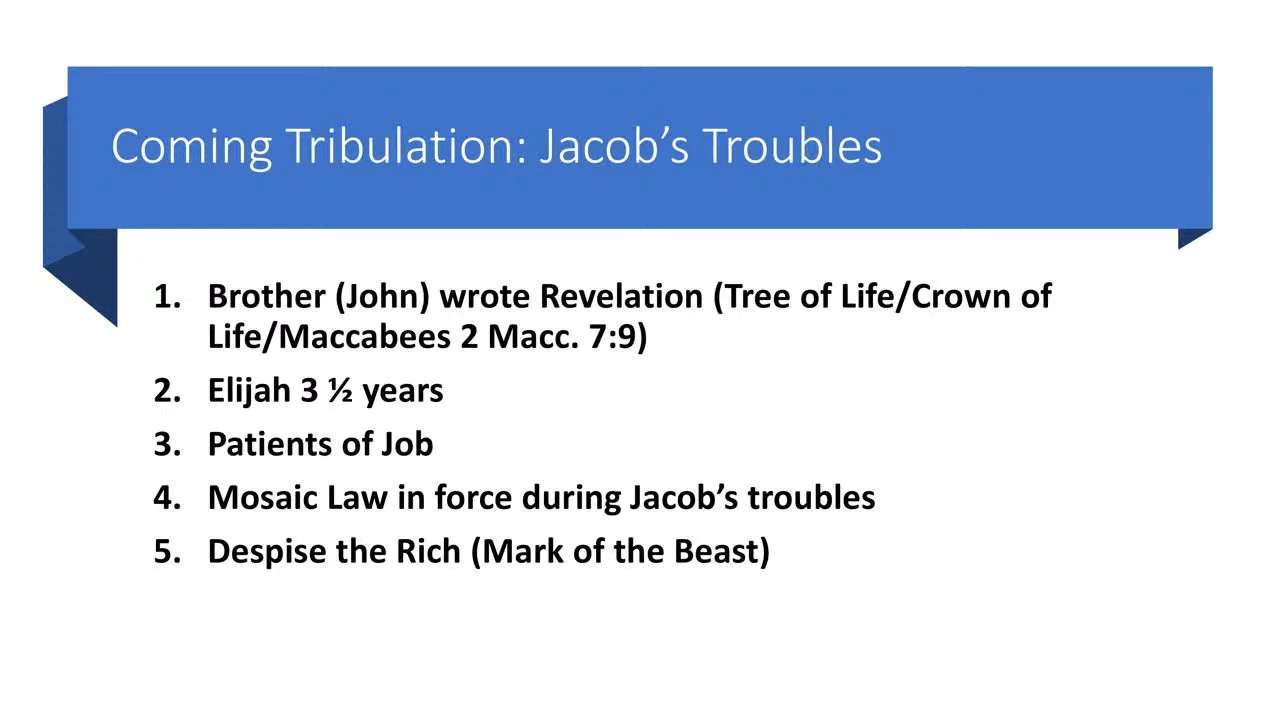 Coming Tribulation: Jacob’s Troubles
1. Brother (John) wrote Revelation (Tree of Life/Crown of
Life/Maccabees 2 Macc. 7:9)
2. Elijah 3 ½ years
3. Patients of Job
4. Mosaic Law in force during Jacob’s troubles
5. Despise the Rich (Mark of the Beast)